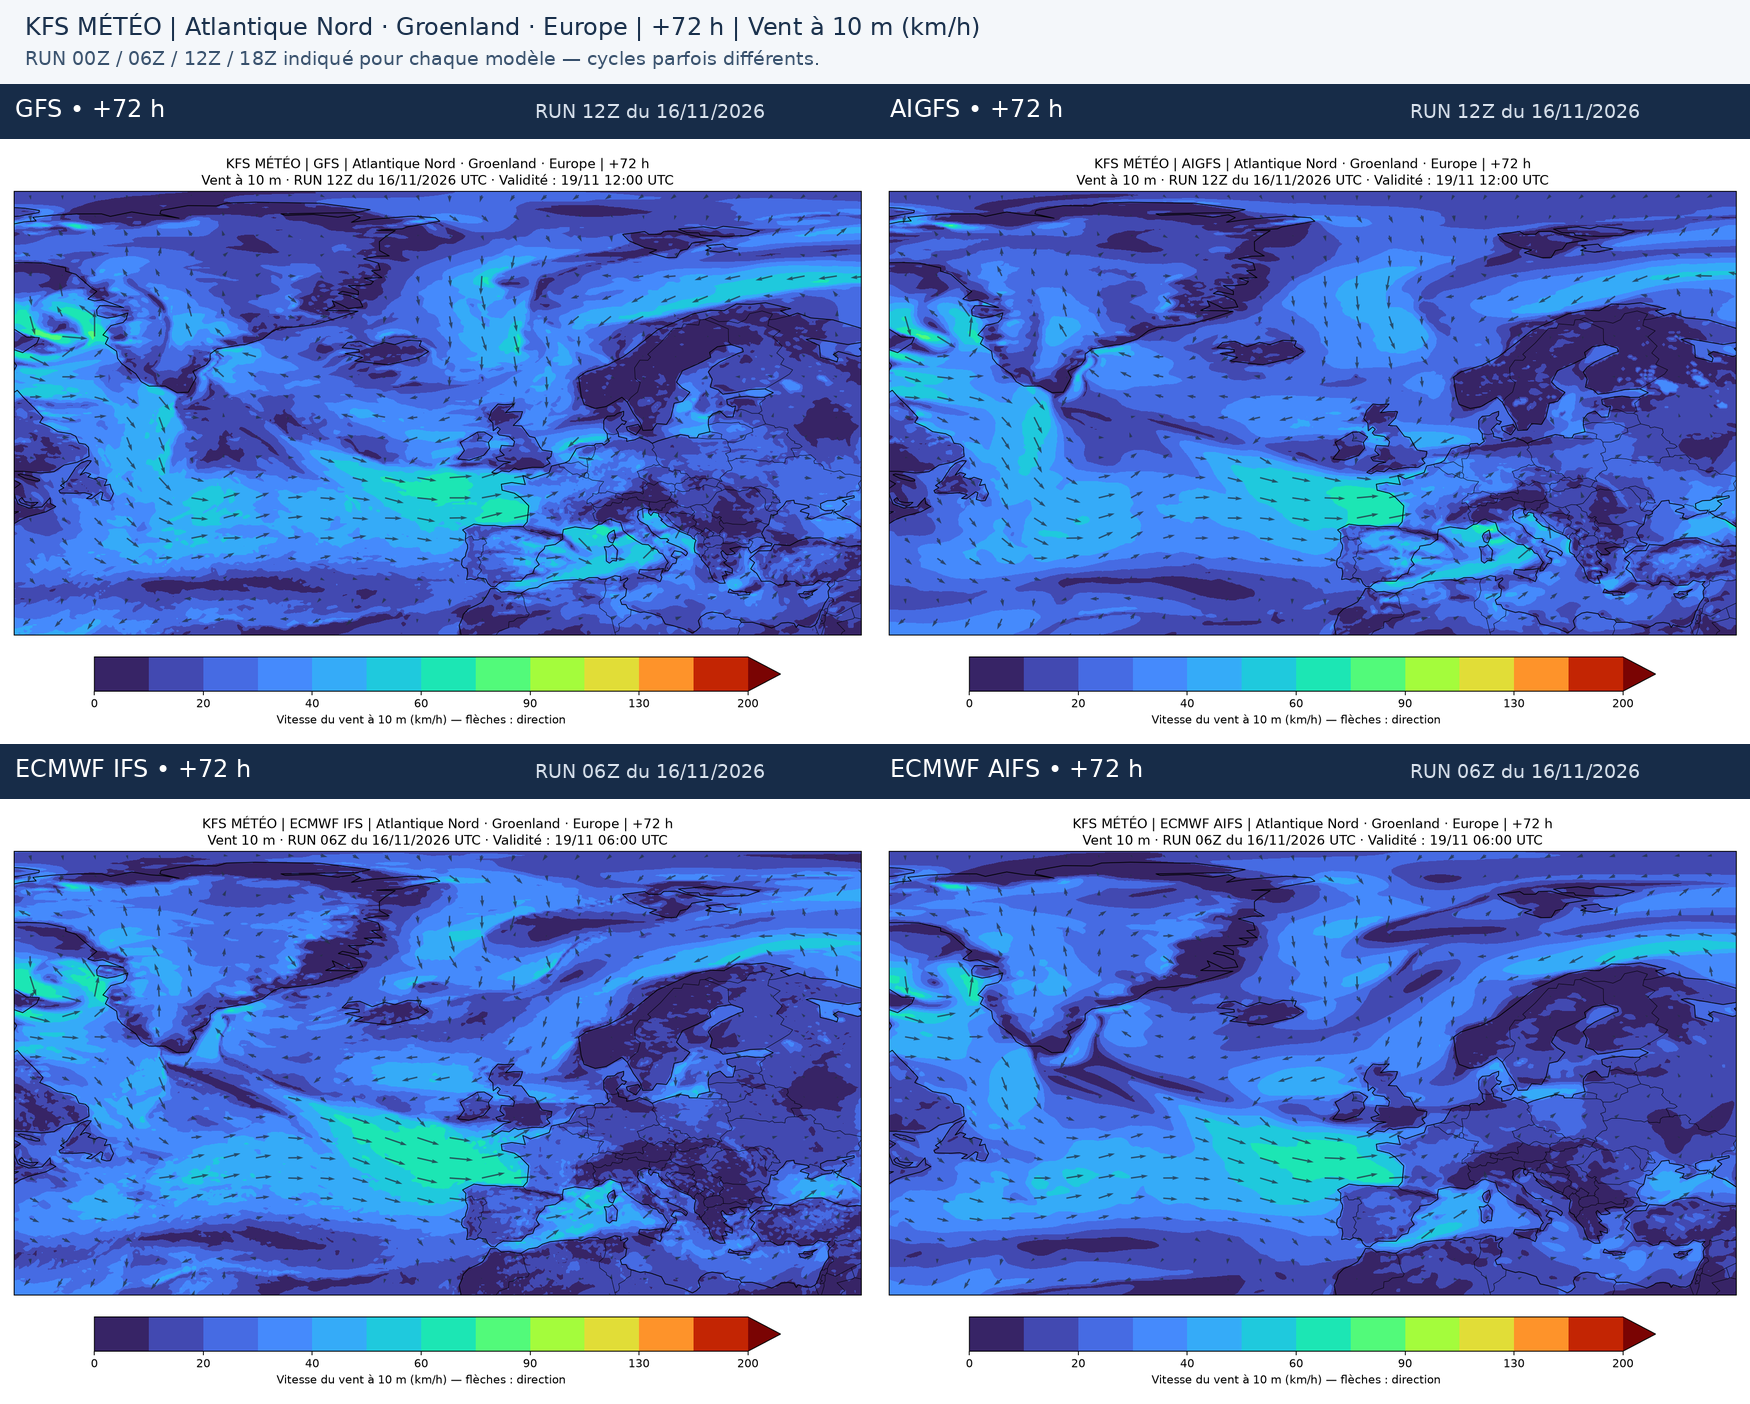 KFS MÉTÉO | Atlantique Nord · Groenland · Europe | +72 h | Vent à 10 m (km/h)
RUN 00Z / 06Z / 12Z / 18Z indiqué pour chaque modèle — cycles parfois différents.
GFS • +72 h
RUN 12Z du 16/11/2026
KFS MÉTÉO | GFS | Atlantique Nord · Groenland · Europe | +72 h
Vent à 10 m · RUN 12Z du 16/11/2026 UTC · Validité : 19/11 12:00 UTC
0 20 40 60 90 130 200
Vitesse du vent à 10 m (km/h) — flèches : direction
AIGFS • +72 h
RUN 12Z du 16/11/2026
KFS MÉTÉO | AIGFS | Atlantique Nord · Groenland · Europe | +72 h
Vent à 10 m · RUN 12Z du 16/11/2026 UTC · Validité : 19/11 12:00 UTC
0 20 40 60 90 130 200
Vitesse du vent à 10 m (km/h) — flèches : direction
ECMWF IFS • +72 h
RUN 06Z du 16/11/2026
KFS MÉTÉO | ECMWF IFS | Atlantique Nord · Groenland · Europe | +72 h
Vent 10 m · RUN 06Z du 16/11/2026 UTC · Validité : 19/11 06:00 UTC
0 20 40 60 90 130 200
Vitesse du vent à 10 m (km/h) — flèches : direction
ECMWF AIFS • +72 h
RUN 06Z du 16/11/2026
KFS MÉTÉO | ECMWF AIFS | Atlantique Nord · Groenland · Europe | +72 h
Vent 10 m · RUN 06Z du 16/11/2026 UTC · Validité : 19/11 06:00 UTC
0 20 40 60 90 130 200
Vitesse du vent à 10 m (km/h) — flèches : direction